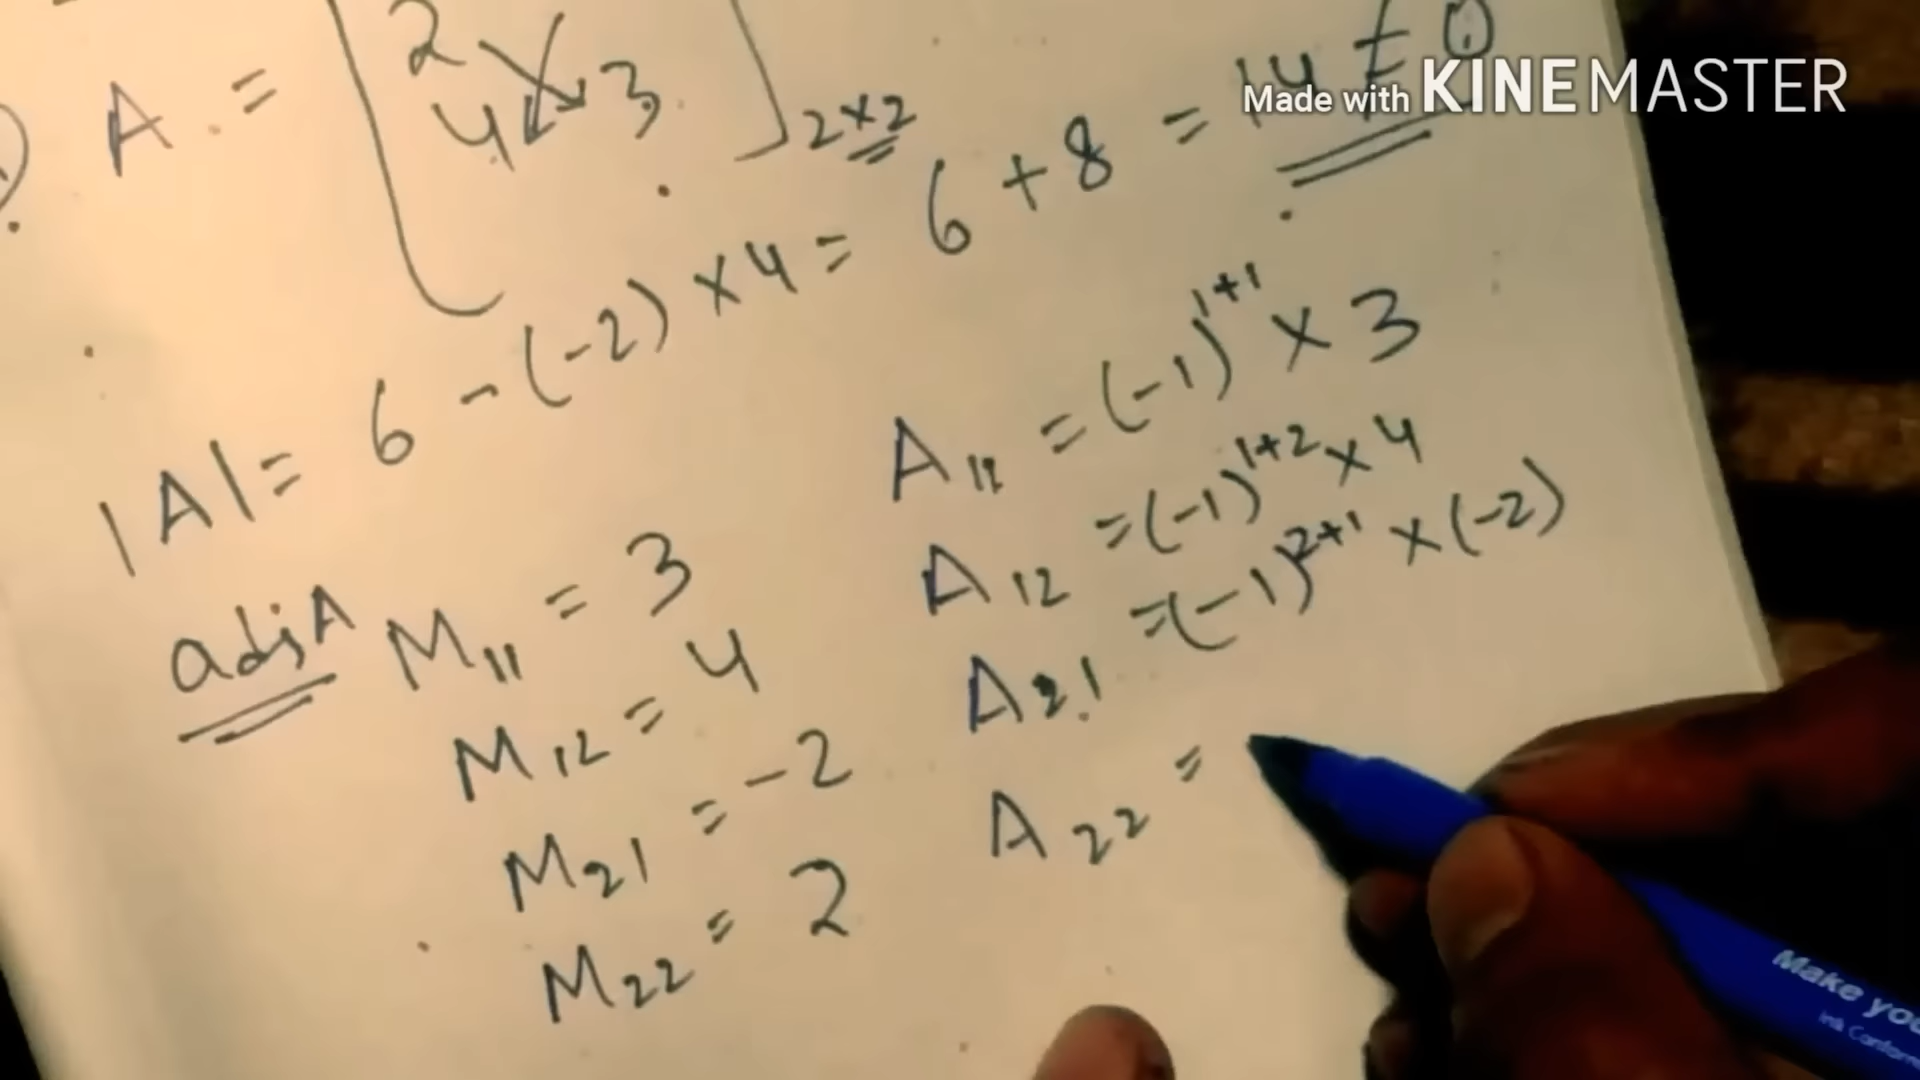 Made with KINEMASTER
A = [ 2
4 3 ] 2×2
|A| = 6 - (-2) × 4 = 6 + 8 = 14 ≠ 0
adj A
M11 = 3
M12 = 4
M21 = -2
M22 = 2
A11 = (-1)^1+1 × 3
A12 = (-1)^1+2 × 4
A21 = (-1)^2+1 × (-2)
A22 =
Make